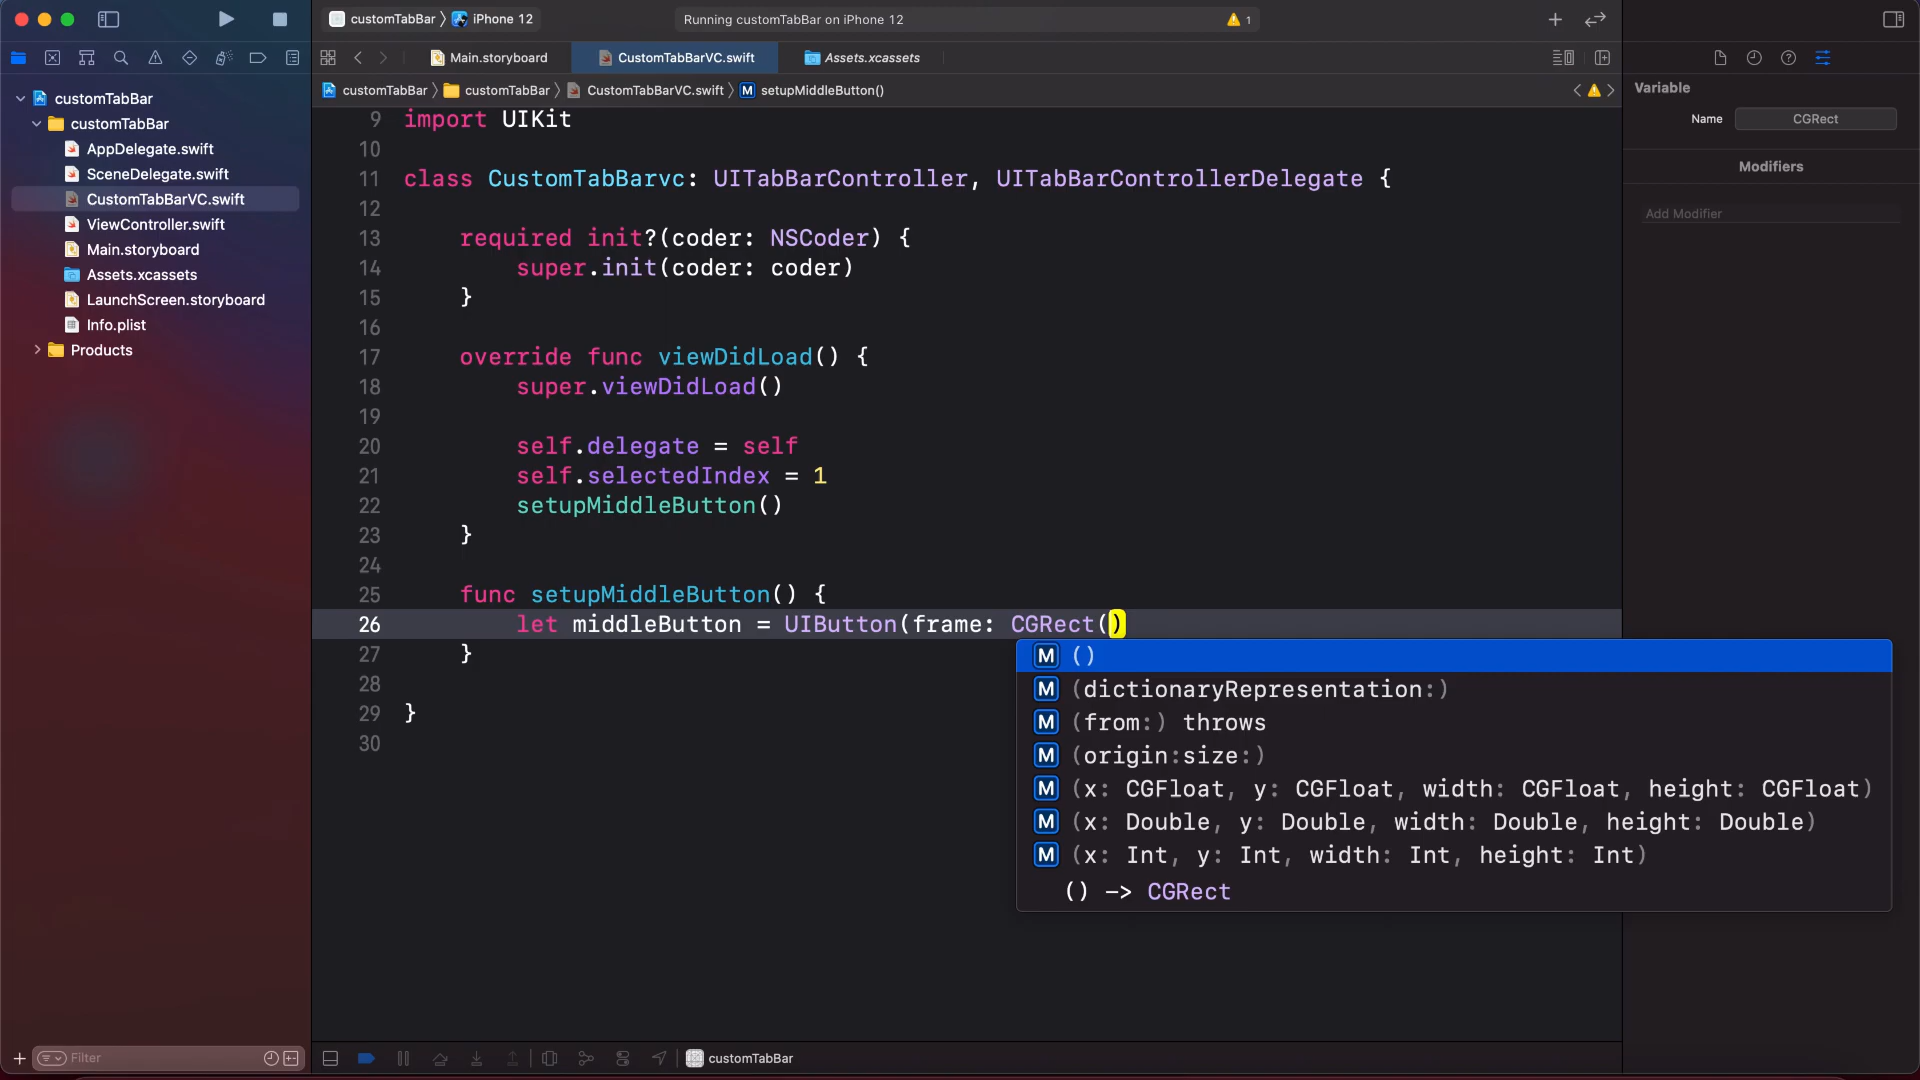 customTabBar 〉 iPhone 12
Running customTabBar on iPhone 12
1
Main.storyboard
CustomTabBarVC.swift
Assets.xcassets
customTabBar 〉 customTabBar 〉 CustomTabBarVC.swift 〉 M setupMiddleButton()
customTabBar
customTabBar
AppDelegate.swift
SceneDelegate.swift
CustomTabBarVC.swift
ViewController.swift
Main.storyboard
Assets.xcassets
LaunchScreen.storyboard
Info.plist
Products
Filter
9 import UIKit
10
11 class CustomTabBarvc: UITabBarController, UITabBarControllerDelegate {
12
13 required init?(coder: NSCoder) {
14 super.init(coder: coder)
15 }
16
17 override func viewDidLoad() {
18 super.viewDidLoad()
19
20 self.delegate = self
21 self.selectedIndex = 1
22 setupMiddleButton()
23 }
24
25 func setupMiddleButton() {
26 let middleButton = UIButton(frame: CGRect()
27 }
28
29 }
30
M ()
M (dictionaryRepresentation:)
M (from:) throws
M (origin:size:)
M (x: CGFloat, y: CGFloat, width: CGFloat, height: CGFloat)
M (x: Double, y: Double, width: Double, height: Double)
M (x: Int, y: Int, width: Int, height: Int)
() -> CGRect
customTabBar
Variable
Name CGRect
Modifiers
Add Modifier